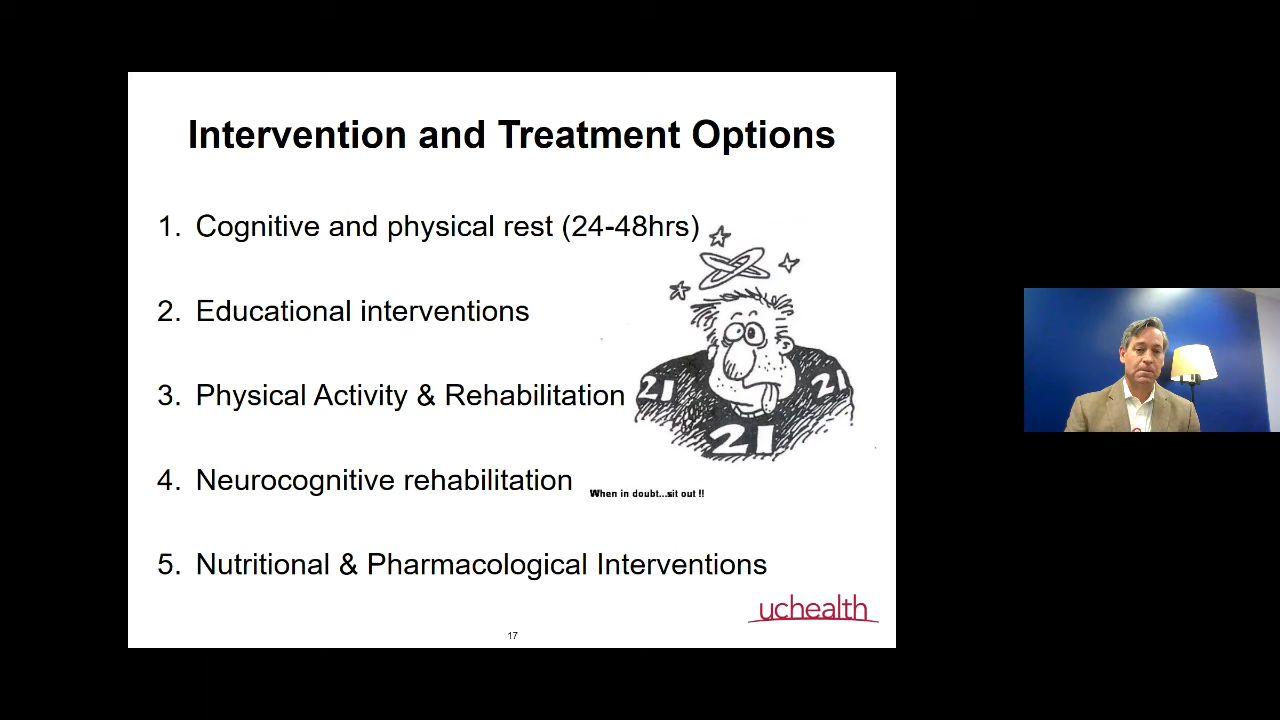 Intervention and Treatment Options
1. Cognitive and physical rest (24-48hrs)
2. Educational interventions
3. Physical Activity & Rehabilitation
21
21
21
4. Neurocognitive rehabilitation
When in doubt...sit out !!
5. Nutritional & Pharmacological Interventions
uchealth
17